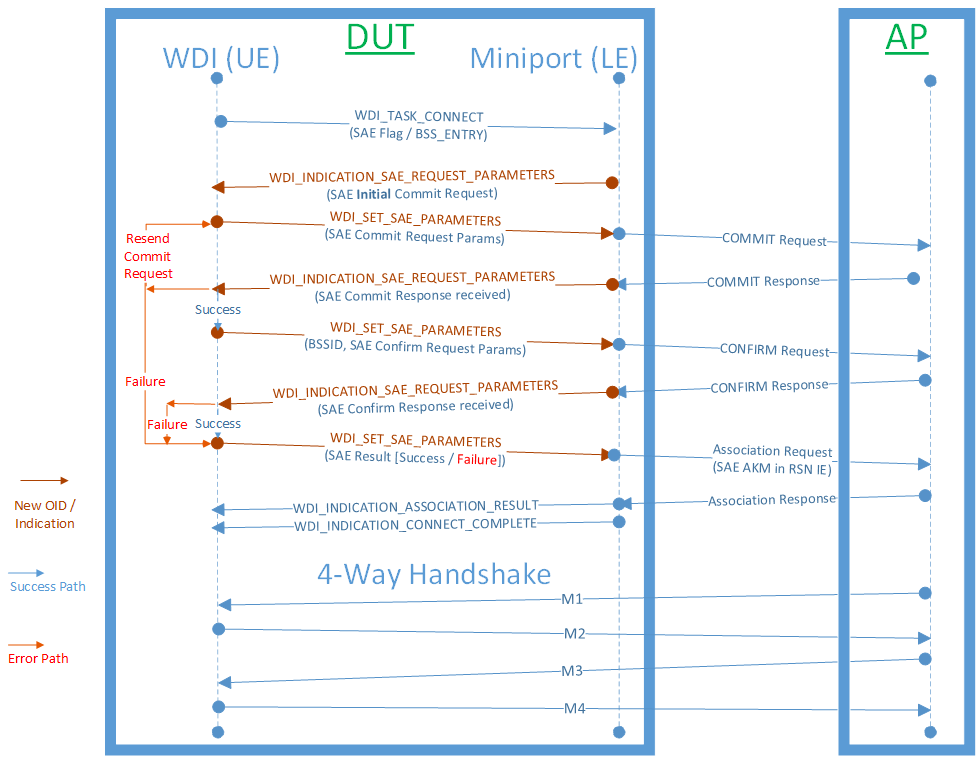 DUT
AP
WDI (UE)
Miniport (LE)
WDI_TASK_CONNECT
(SAE Flag / BSS_ENTRY)
WDI_INDICATION_SAE_REQUEST_PARAMETERS
(SAE Initial Commit Request)
WDI_SET_SAE_PARAMETERS
(SAE Commit Request Params)
COMMIT Request
Resend
Commit
Request
WDI_INDICATION_SAE_REQUEST_PARAMETERS
(SAE Commit Response received)
COMMIT Response
Success
WDI_SET_SAE_PARAMETERS
(BSSID, SAE Confirm Request Params)
CONFIRM Request
Failure
WDI_INDICATION_SAE_REQUEST_PARAMETERS
(SAE Confirm Response received)
CONFIRM Response
Failure
Success
WDI_SET_SAE_PARAMETERS
(SAE Result [Success / Failure])
Association Request
(SAE AKM in RSN IE)
New OID /
Indication
WDI_INDICATION_ASSOCIATION_RESULT
Association Response
WDI_INDICATION_CONNECT_COMPLETE
Success Path
4-Way Handshake
M1
M2
Error Path
M3
M4